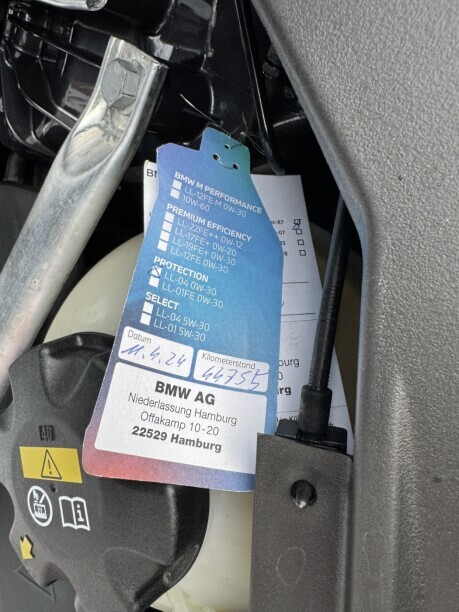 BMW M PERFORMANCE
LL-12FE M 0W-30
10W-60
PREMIUM EFFICIENCY
LL-22FE++ 0W-12
LL-17FE+ 0W-20
LL-19FE+ 0W-30
LL-12FE 0W-30
PROTECTION
LL-04 0W-30
LL-01FE 0W-30
SELECT
LL-04 5W-30
LL-01 5W-30
Datum
11.4.24
Kilometerstand
44755
BMW AG
Niederlassung Hamburg
Offakamp 10-20
22529 Hamburg